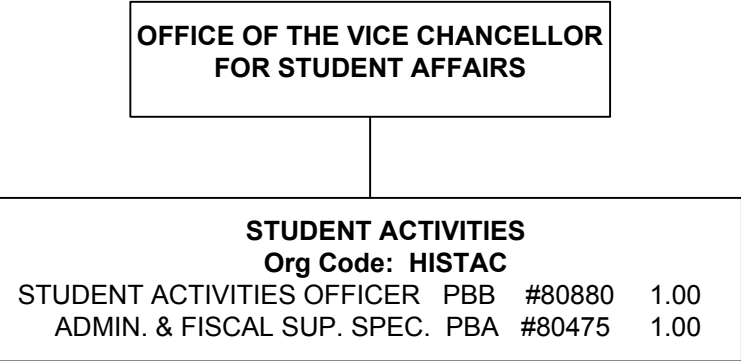 OFFICE OF THE VICE CHANCELLOR
FOR STUDENT AFFAIRS
STUDENT ACTIVITIES
Org Code: HISTAC
STUDENT ACTIVITIES OFFICER PBB #80880 1.00
ADMIN. & FISCAL SUP. SPEC. PBA #80475 1.00